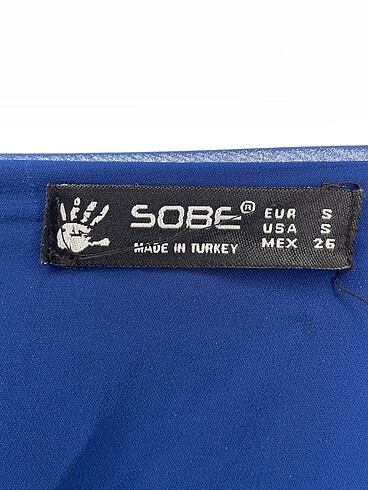 SOBE®
MADE IN TURKEY
EUR S
USA S
MEX 26